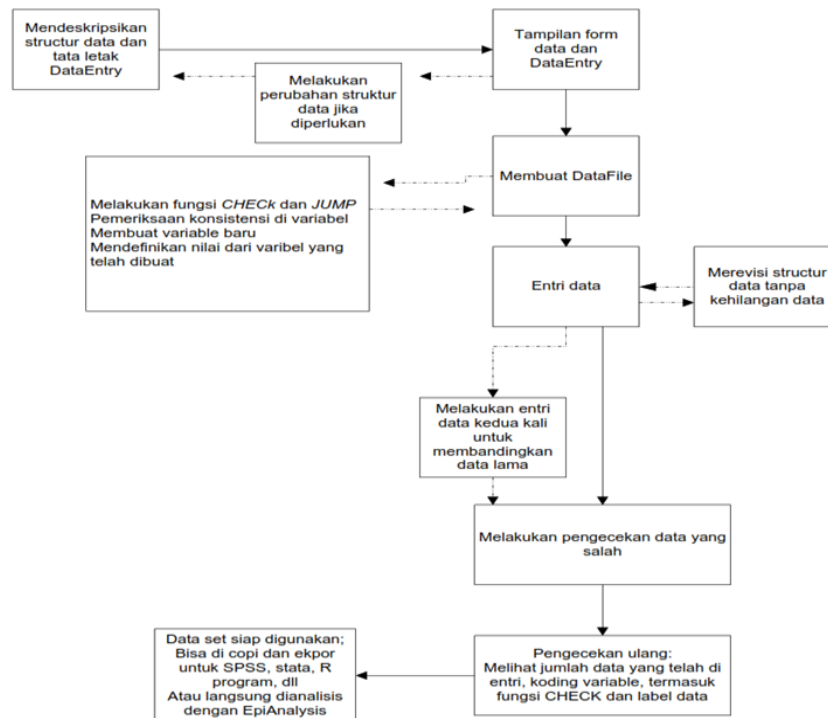 Mendeskripsikan
structur data dan
tata letak
DataEntry
Tampilan form
data dan
DataEntry
Melakukan
perubahan struktur
data jika
diperlukan
Membuat DataFile
Melakukan fungsi CHECk dan JUMP
Pemeriksaan konsistensi di variabel
Membuat variable baru
Mendefinikan nilai dari varibel yang
telah dibuat
Entri data
Merevisi structur
data tanpa
kehilangan data
Melakukan entri
data kedua kali
untuk
membandingkan
data lama
Melakukan pengecekan data yang
salah
Pengecekan ulang:
Melihat jumlah data yang telah di
entri, koding variable, termasuk
fungsi CHECK dan label data
Data set siap digunakan;
Bisa di copi dan ekpor
untuk SPSS, stata, R
program, dll
Atau langsung dianalisis
dengan EpiAnalysis